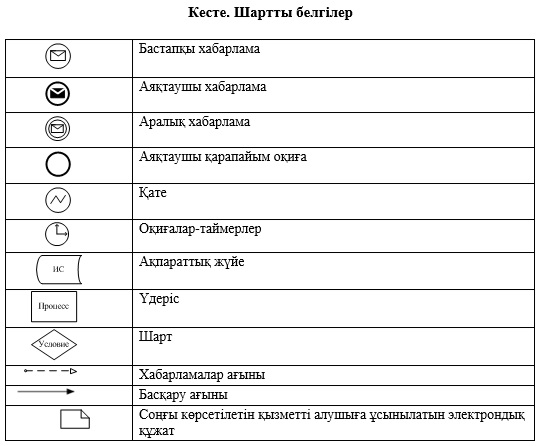 Кесте. Шартты белгілер
Бастапқы хабарлама
Аяқтаушы хабарлама
Аралық хабарлама
Аяқтаушы қарапайым оқиға
Қате
Оқиғалар-таймерлер
ИС
Ақпараттық жүйе
Процесс
Үдеріс
Условие
Шарт
Хабарламалар ағыны
Басқару ағыны
Соңғы көрсетілетін қызметті алушыға ұсынылатын электрондық
құжат